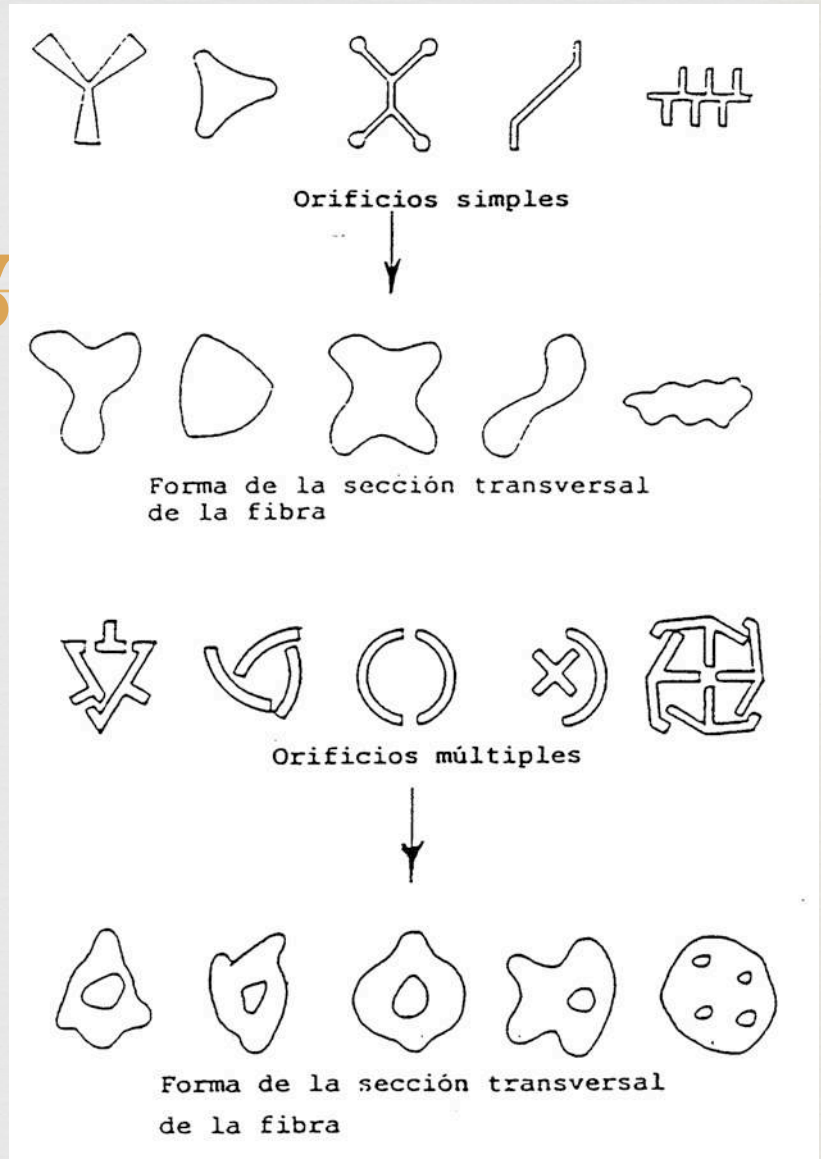 Orificios simples
Forma de la sección transversal
de la fibra
Orificios múltiples
Forma de la sección transversal
de la fibra